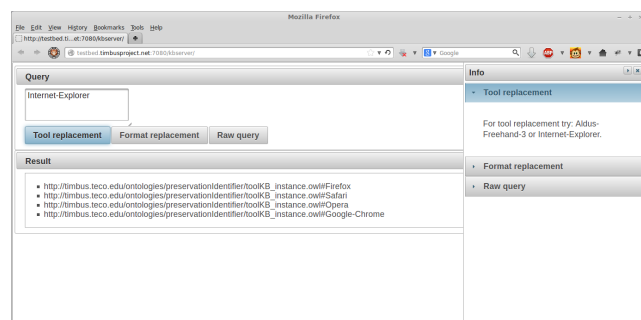 Mozilla Firefox
File Edit View History Bookmarks Tools Help
http://testbed.ti...et:7080/kbserver/
testbed.timbusproject.net:7080/kbserver/
Google
ABP
Query
Internet-Explorer
Tool replacement Format replacement Raw query
Result
http://timbus.teco.edu/ontologies/preservationIdentifier/toolKB_instance.owl#Firefox
http://timbus.teco.edu/ontologies/preservationIdentifier/toolKB_instance.owl#Safari
http://timbus.teco.edu/ontologies/preservationIdentifier/toolKB_instance.owl#Opera
http://timbus.teco.edu/ontologies/preservationIdentifier/toolKB_instance.owl#Google-Chrome
Info
Tool replacement
For tool replacement try: Aldus-
Freehand-3 or Internet-Explorer.
Format replacement
Raw query